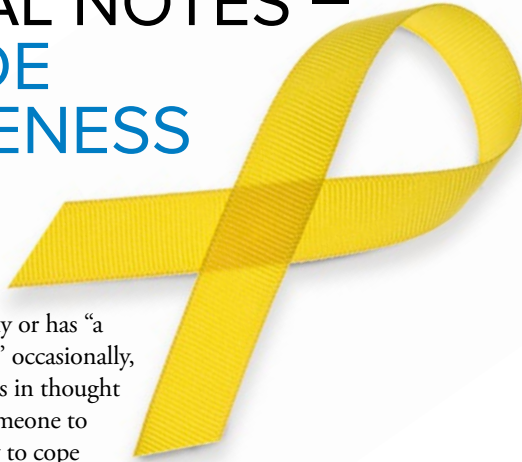 AL NOTES –
DE
ENESS
y or has “a
” occasionally,
s in thought
meone to
to cope